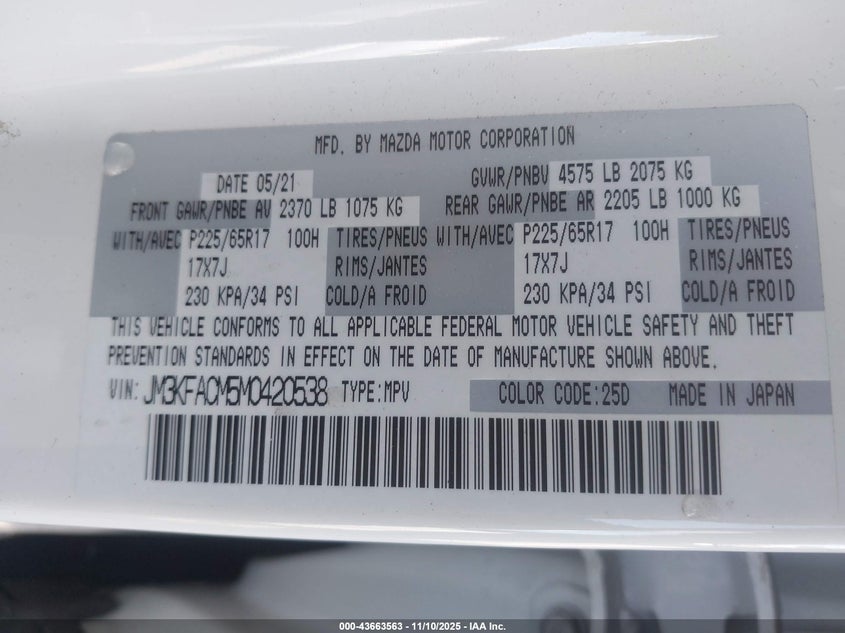 MFD. BY MAZDA MOTOR CORPORATION
DATE 05/21 GVWR/PNBV 4575 LB 2075 KG
FRONT GAWR/PNBE AV 2370 LB 1075 KG REAR GAWR/PNBE AR 2205 LB 1000 KG
WITH/AVEC P225/65R17 100H TIRES/PNEUS WITH/AVEC P225/65R17 100H TIRES/PNEUS
17X7J RIMS/JANTES 17X7J RIMS/JANTES
230 KPA/34 PSI COLD/A FROID 230 KPA/34 PSI COLD/A FROID
THIS VEHICLE CONFORMS TO ALL APPLICABLE FEDERAL MOTOR VEHICLE SAFETY AND THEFT
PREVENTION STANDARDS IN EFFECT ON THE DATE OF MANUFACTURE SHOWN ABOVE.
VIN: JM3KFACM5M0420538 TYPE:MPV COLOR CODE:25D MADE IN JAPAN
000-43663563 — 11/10/2025 — IAA Inc.